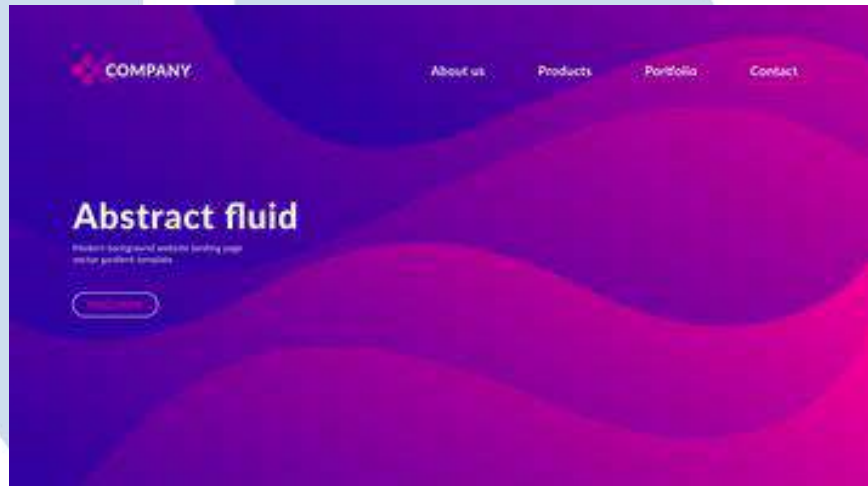 COMPANY
About us
Products
Portfolio
Contact
Abstract fluid
Modern background website landing page
vector gradient template